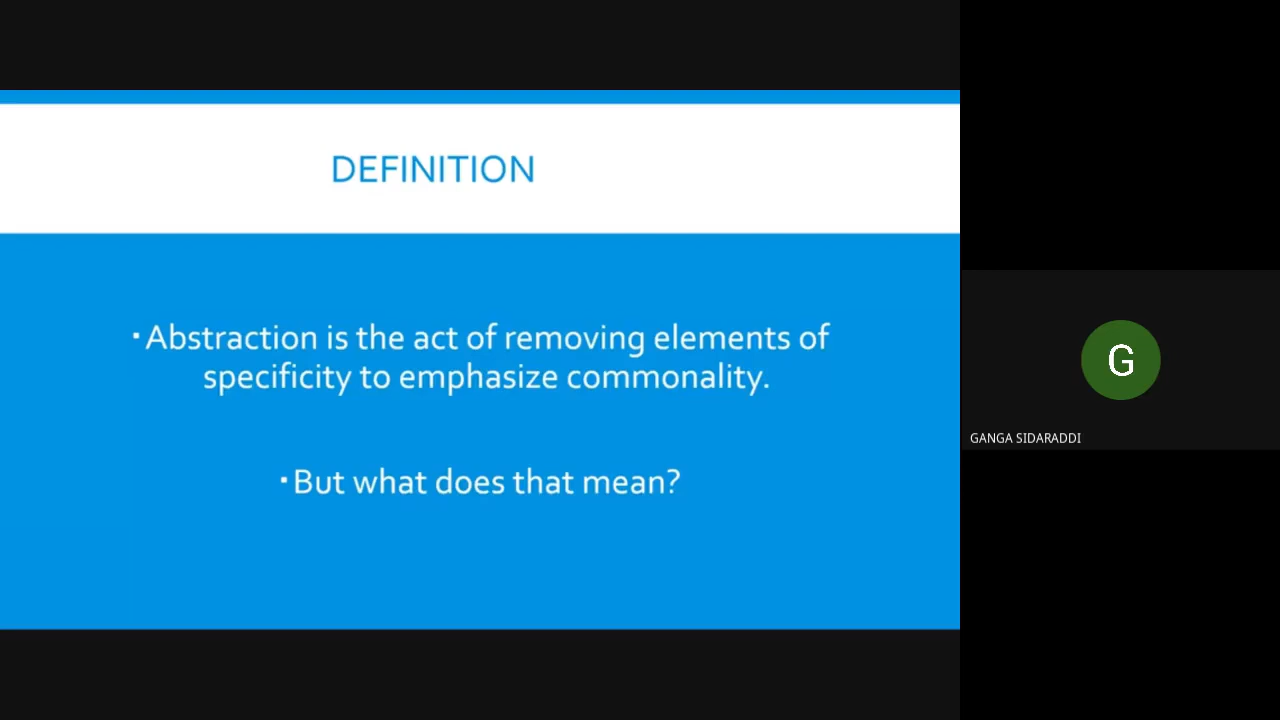 DEFINITION
▪ Abstraction is the act of removing elements of
specificity to emphasize commonality.
▪ But what does that mean?
G
GANGA SIDARADDI